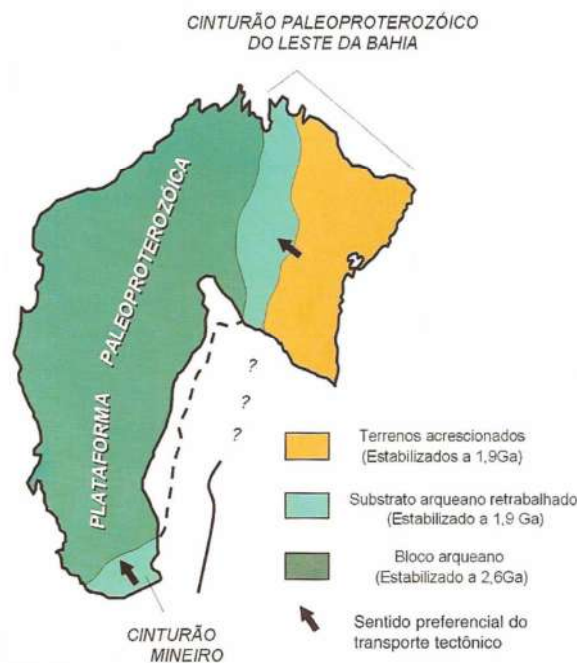 CINTURÃO PALEOPROTEROZÓICO
DO LESTE DA BAHIA
PLATAFORMA PALEOPROTEROZÓICA
?
?
?
Terrenos acrescionados
(Estabilizados a 1,9Ga)
Substrato arqueano retrabalhado
(Estabilizado a 1,9 Ga)
Bloco arqueano
(Estabilizado a 2,6Ga)
Sentido preferencial do
transporte tectônico
CINTURÃO
MINEIRO